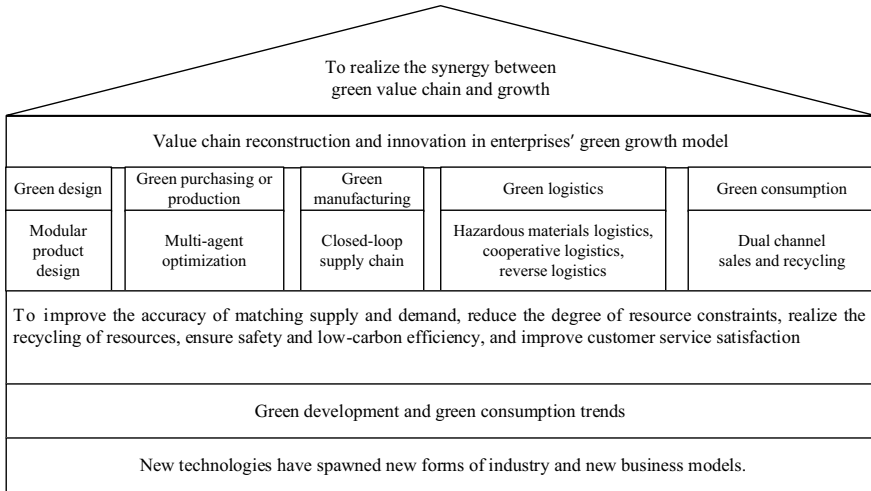 To realize the synergy between
green value chain and growth
Value chain reconstruction and innovation in enterprises′ green growth model
Green design
Green purchasing or
production
Green
manufacturing
Green logistics
Green consumption
Modular
product
design
Multi-agent
optimization
Closed-loop
supply chain
Hazardous materials logistics,
cooperative logistics,
reverse logistics
Dual channel
sales and recycling
To improve the accuracy of matching supply and demand, reduce the degree of resource constraints, realize the
recycling of resources, ensure safety and low-carbon efficiency, and improve customer service satisfaction
Green development and green consumption trends
New technologies have spawned new forms of industry and new business models.